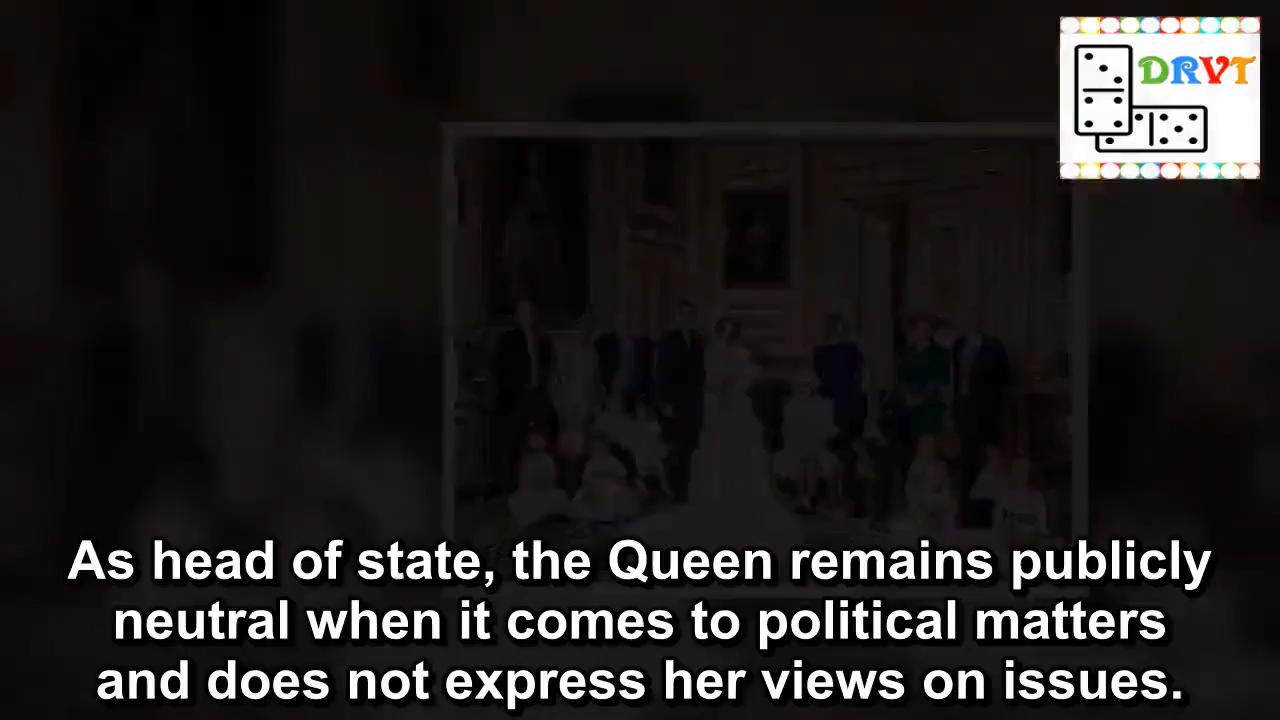 DRVT
As head of state, the Queen remains publicly
neutral when it comes to political matters
and does not express her views on issues.